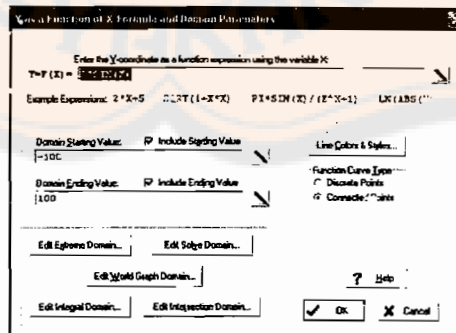 Y as a Function of X Formula and Domain Parameters
Enter the Y-coordinate as a function expression using the variable X:
Y=F(X) =
Example Expressions: 2*X+5 SQRT(1+X*X) PI*SIN(X)/(2^X+1) LN(ABS(
Domain Starting Value: Include Starting Value
-100
Line Colors & Styles...
Domain Ending Value: Include Ending Value
100
Function Curve Type
Discrete Points
Connected Points
Edit Extreme Domain... Edit Solve Domain...
Edit World Graph Domain...
? Help
Edit Integral Domain... Edit Intersection Domain...
OK X Cancel